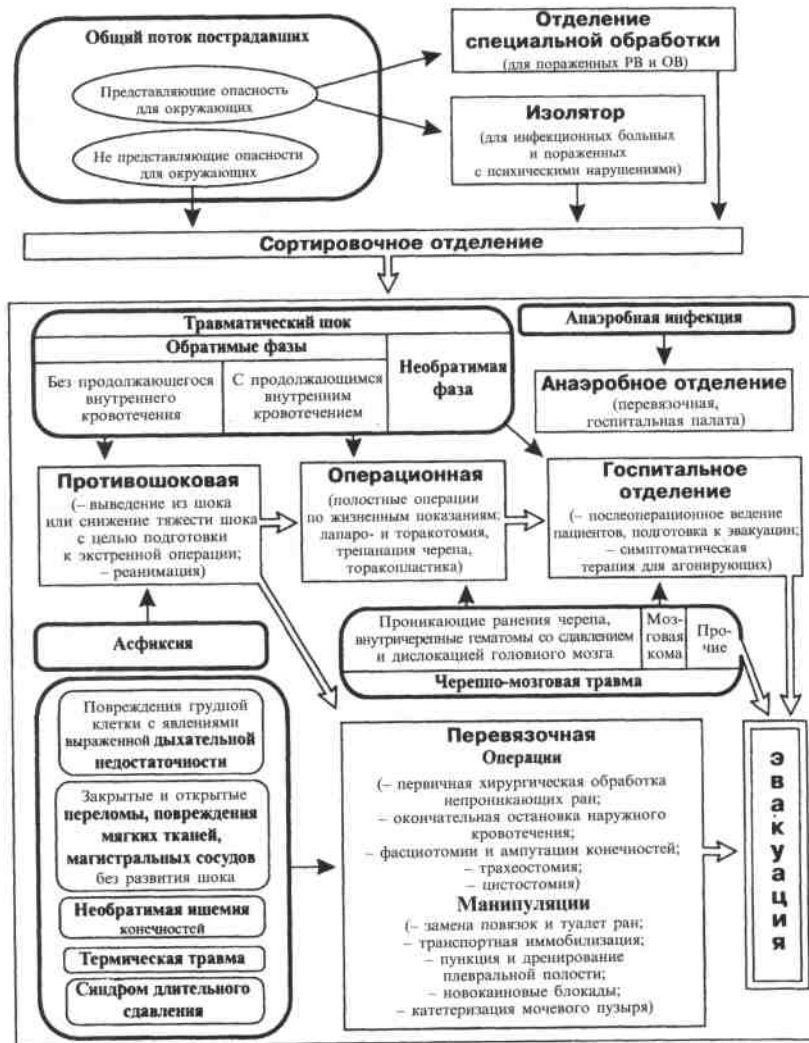 Общий поток пострадавших
Представляющие опасность
для окружающих
Не представляющие опасности
для окружающих
Отделение
специальной обработки
(для пораженных РВ и ОВ)
Изолятор
(для инфекционных больных
и пораженных
с психическими нарушениями)
Сортировочное отделение
Травматический шок
Обратимые фазы
Без продолжающегося
внутреннего
кровотечения
С продолжающимся
внутренним
кровотечением
Необратимая
фаза
Анаэробная инфекция
Анаэробное отделение
(перевязочная,
госпитальная палата)
Противошоковая
(– выведение из шока
или снижение тяжести шока
с целью подготовки
к экстренной операции;
– реанимация)
Операционная
(полостные операции
по жизненным показаниям;
лапаро- и торакотомия,
трепанация черепа,
торакопластика)
Госпитальное
отделение
(– послеоперационное ведение
пациентов, подготовка к эвакуации;
– симптоматическая
терапия для агонирующих)
Асфиксия
Проникающие ранения черепа,
внутричерепные гематомы со сдавлением
и дислокацией головного мозга
Моз-
говая
кома
Про-
чие
Черепно-мозговая травма
Повреждения грудной
клетки с явлениями
выраженной дыхательной
недостаточности
Закрытые и открытые
переломы, повреждения
мягких тканей,
магистральных сосудов
без развития шока
Необратимая ишемия
конечностей
Термическая травма
Синдром длительного
сдавления
Перевязочная
Операции
(– первичная хирургическая обработка
непроникающих ран;
– окончательная остановка наружного
кровотечения;
– фасциотомии и ампутации конечностей;
– трахеостомия;
– цистостомия)
Манипуляции
(– замена повязок и туалет ран;
– транспортная иммобилизация;
– пункция и дренирование
плевральной полости;
– новокаиновые блокады;
– катетеризация мочевого пузыря)
эвакуация